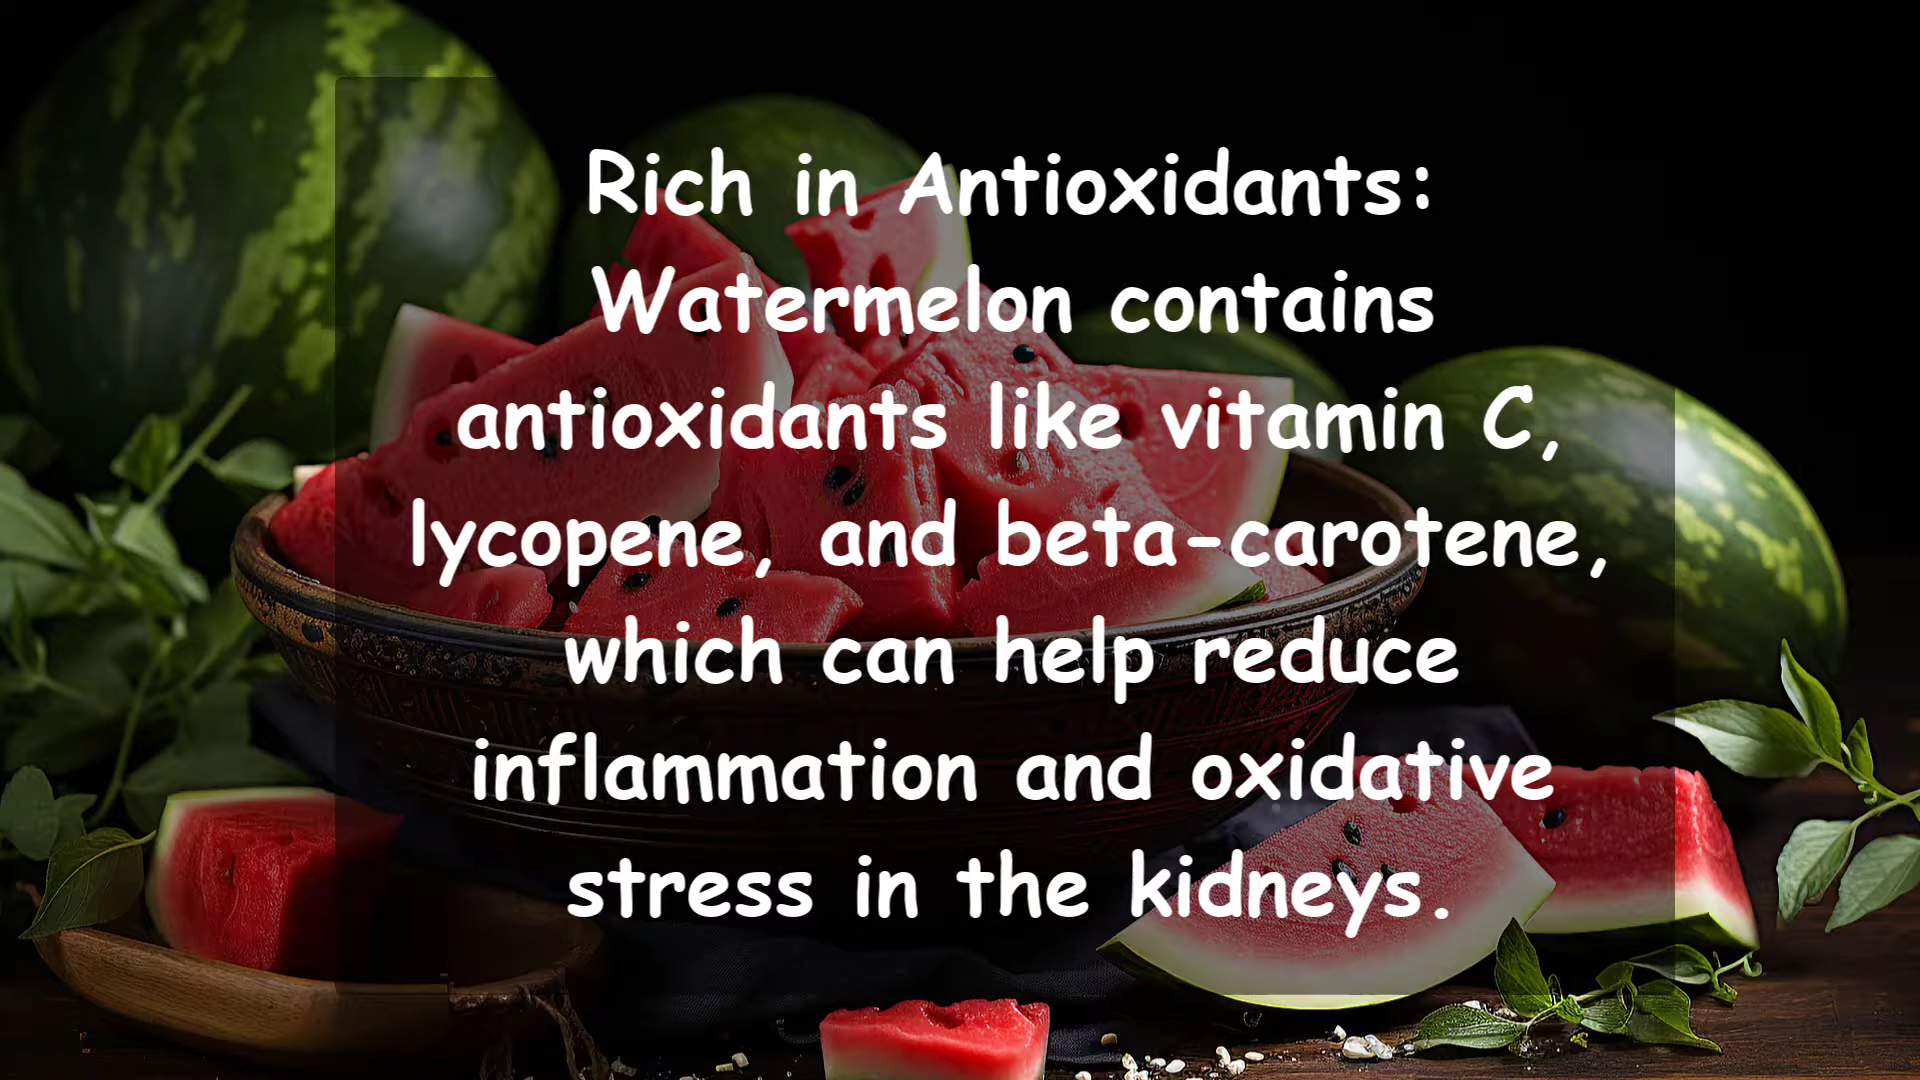 Rich in Antioxidants:
Watermelon contains
antioxidants like vitamin C,
lycopene, and beta-carotene,
which can help reduce
inflammation and oxidative
stress in the kidneys.